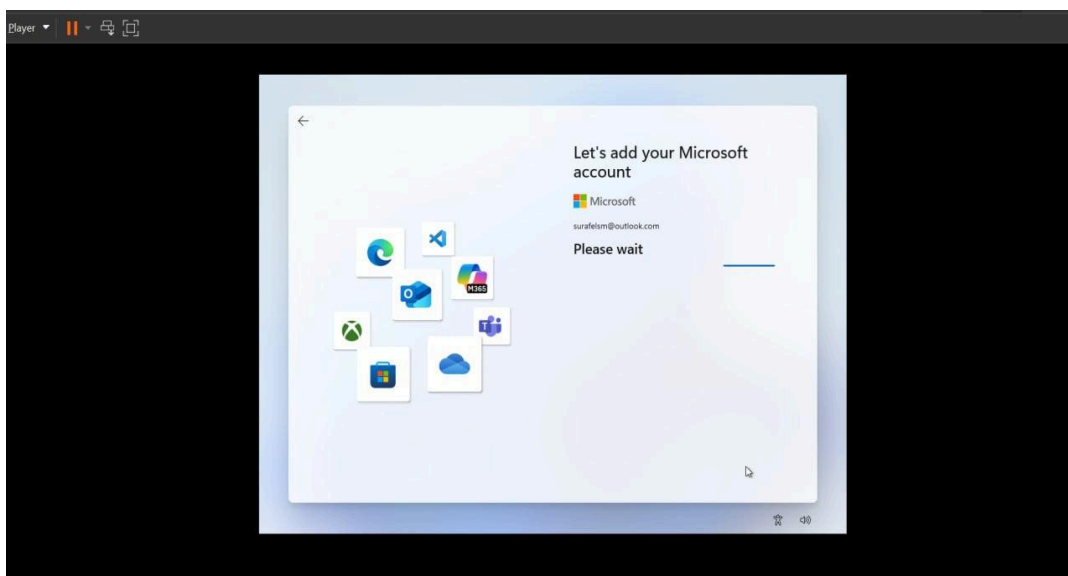 Player
Let's add your Microsoft
account
Microsoft
surafelsm@outlook.com
Please wait
M365